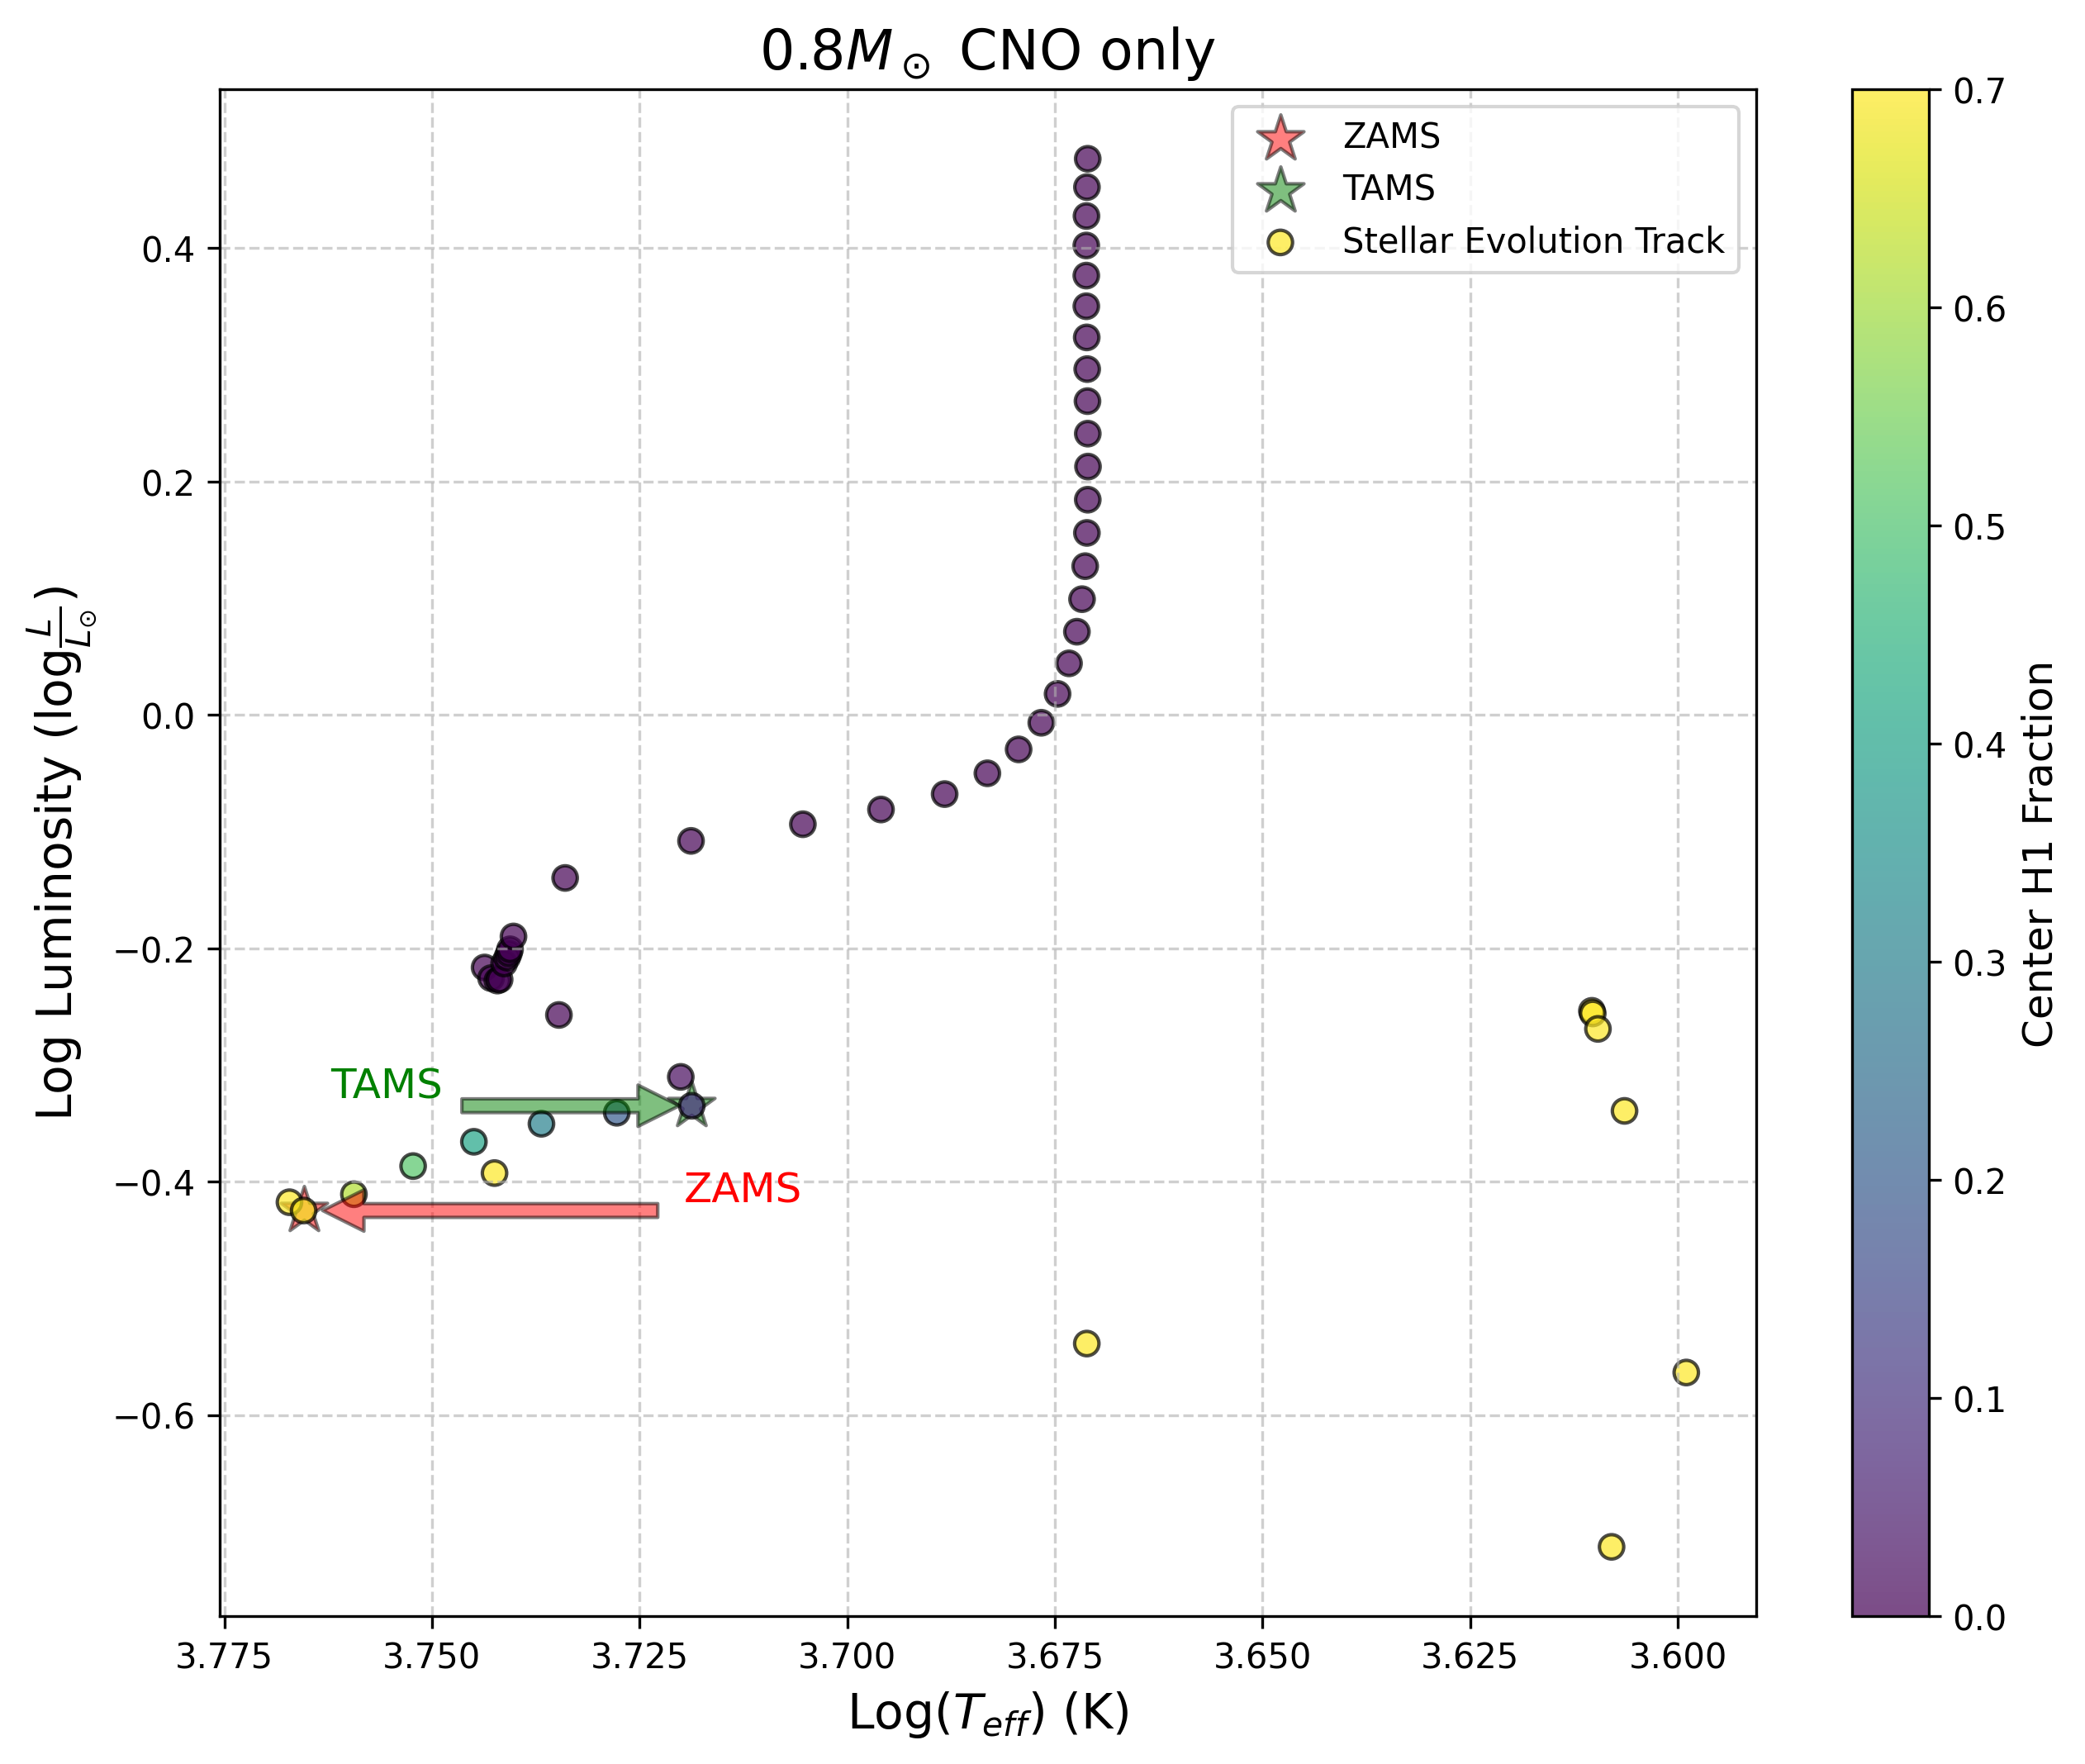 0.8M⊙ CNO only
ZAMS
TAMS
Stellar Evolution Track
Log Luminosity (log L/L⊙)
0.4
0.2
0.0
−0.2
−0.4
−0.6
TAMS
ZAMS
3.775 3.750 3.725 3.700 3.675 3.650 3.625 3.600
Log(Teff) (K)
0.7
0.6
0.5
0.4
0.3
0.2
0.1
0.0
Center H1 Fraction